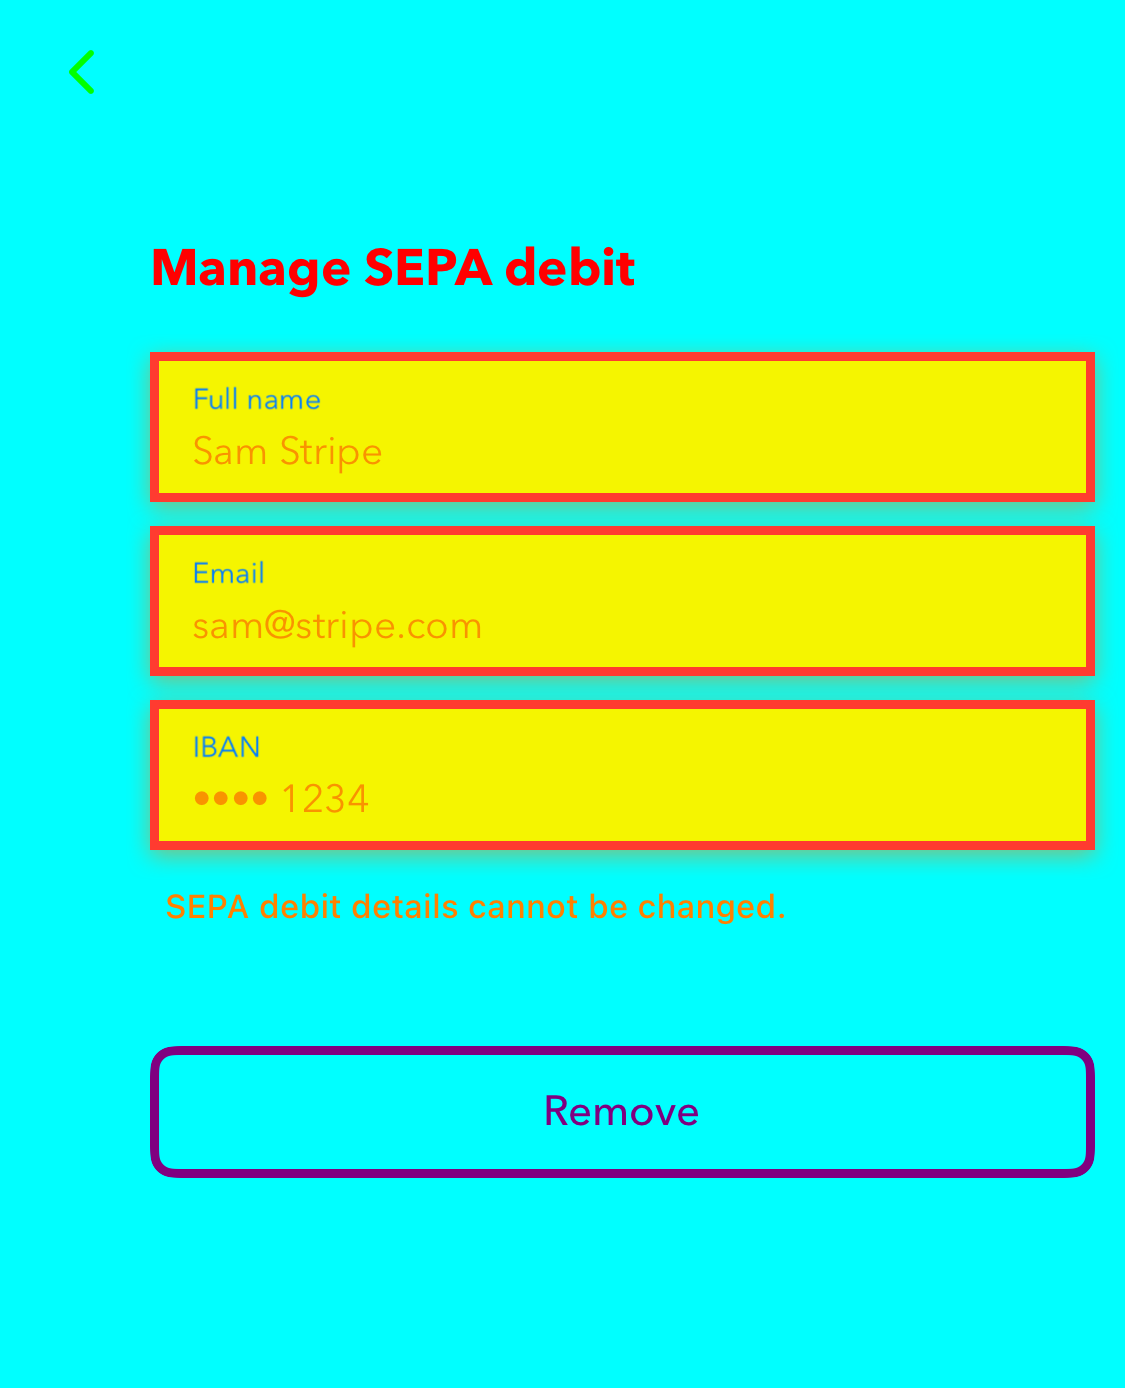 Manage SEPA debit
Full name
Sam Stripe
Email
sam@stripe.com
IBAN
•••• 1234
SEPA debit details cannot be changed.
Remove